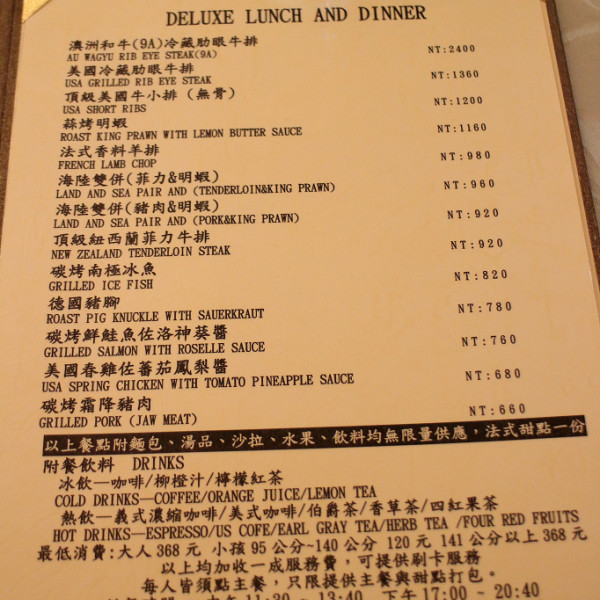 DELUXE LUNCH AND DINNER
澳洲和牛(9A)冷藏肋眼牛排
AU WAGYU RIB EYE STEAK(9A) NT:2400
美國冷藏肋眼牛排
USA GRILLED RIB EYE STEAK NT:1360
頂級美國牛小排 (無骨)
USA SHORT RIBS NT:1200
蒜烤明蝦
ROAST KING PRAWN WITH LEMON BUTTER SAUCE NT:1160
法式香料羊排
FRENCH LAMB CHOP NT:980
海陸雙併(菲力&明蝦)
LAND AND SEA PAIR AND (TENDERLOIN&KING PRAWN) NT:960
海陸雙併(豬肉&明蝦)
LAND AND SEA PAIR AND (PORK&KING PRAWN) NT:920
頂級紐西蘭菲力牛排
NEW ZEALAND TENDERLOIN STEAK NT:920
碳烤南極冰魚
GRILLED ICE FISH NT:820
德國豬腳
ROAST PIG KNUCKLE WITH SAUERKRAUT NT:780
碳烤鮮鮭魚佐洛神葵醬
GRILLED SALMON WITH ROSELLE SAUCE NT:760
美國春雞佐蕃茄鳳梨醬
USA SPRING CHICKEN WITH TOMATO PINEAPPLE SAUCE NT:680
碳烤霜降豬肉
GRILLED PORK (JAW MEAT) NT:660
以上餐點附麵包、湯品、沙拉、水果、飲料均無限量供應，法式甜點一份
附餐飲料 DRINKS
冰飲—咖啡/柳橙汁/檸檬紅茶
COLD DRINKS—COFFEE/ORANGE JUICE/LEMON TEA
熱飲—義式濃縮咖啡/美式咖啡/伯爵茶/香草茶/四紅果茶
HOT DRINKS—ESPRESSO/US COFE/EARL GRAY TEA/HERB TEA /FOUR RED FRUITS
最低消費:大人 368 元 小孩 95 公分~140 公分 120 元 141 公分以上 368 元
以上均加收一成服務費，可提供刷卡服務
每人皆須點主餐，只限提供主餐與甜點打包。
11:30 ~ 13:40 下午 17:00 ~ 20:40